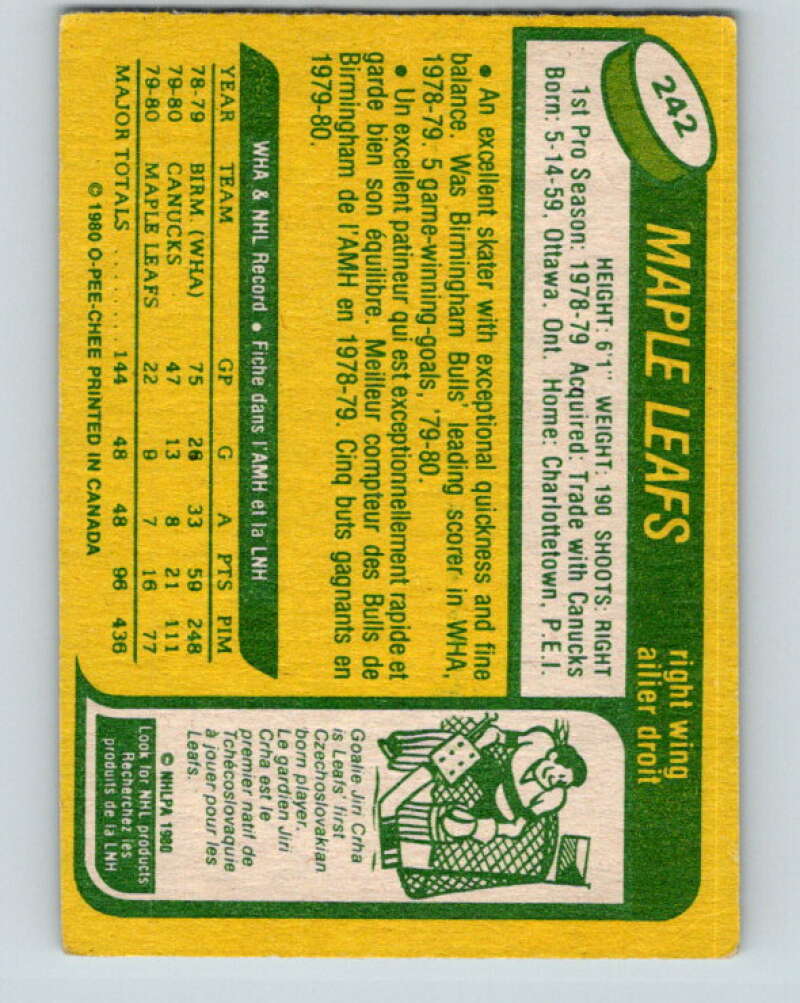 242
MAPLE LEAFS
right wing
ailier droit
HEIGHT: 6'1" WEIGHT: 190 SHOOTS: RIGHT
1st Pro Season: 1978-79 Acquired: Trade with Canucks
Born: 5-14-59, Ottawa, Ont. Home: Charlottetown, P.E.I.
• An excellent skater with exceptional quickness and fine
balance. Was Birmingham Bulls' leading scorer in WHA,
1978-79. 5 game-winning-goals, '79-80.
• Un excellent patineur qui est exceptionnellement rapide et
garde bien son équilibre. Meilleur compteur des Bulls de
Birmingham de l'AMH en 1978-79. Cinq buts gagnants en
1979-80.
WHA & NHL Record • Fiche dans l'AMH et la LNH
YEAR TEAM GP G A PTS PIM
78-79 BIRM. (WHA) 75 26 33 59 248
79-80 CANUCKS 47 13 8 21 111
79-80 MAPLE LEAFS 22 9 7 16 77
MAJOR TOTALS ........ 144 48 48 96 436
© 1980 O-PEE-CHEE PRINTED IN CANADA
Goalie Jiri Crha
is Leafs' first
Czechoslovakian
born player.
Le gardien Jiri
Crha est le
premier natif de
Tchécoslovaquie
à jouer pour les
Leafs.
© NHLPA 1980
Look for NHL products
Recherchez les
produits de la LNH